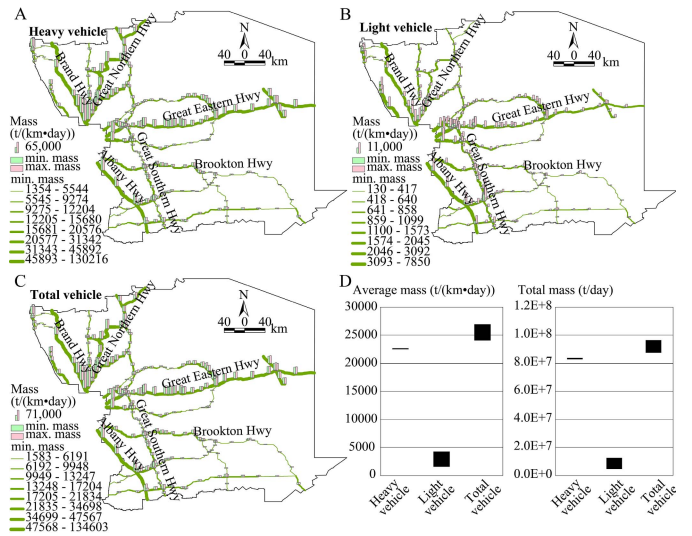 A
Heavy vehicle
N
40 0 40
km
Brand Hwy
Great Northern Hwy
Great Eastern Hwy
Great Southern Hwy
Albany Hwy
Brookton Hwy
Mass
(t/(km•day))
65,000
min. mass
max. mass
min. mass
1354 - 5544
5545 - 9274
9275 - 12204
12205 - 15680
15681 - 20576
20577 - 31342
31343 - 45892
45893 - 130216
B
Light vehicle
N
40 0 40
km
Brand Hwy
Great Northern Hwy
Great Eastern Hwy
Great Southern Hwy
Albany Hwy
Brookton Hwy
Mass
(t/(km•day))
11,000
min. mass
max. mass
min. mass
130 - 417
418 - 640
641 - 858
859 - 1099
1100 - 1573
1574 - 2045
2046 - 3092
3093 - 7850
C
Total vehicle
N
40 0 40
km
Brand Hwy
Great Northern Hwy
Great Eastern Hwy
Great Southern Hwy
Albany Hwy
Brookton Hwy
Mass
(t/(km•day))
71,000
min. mass
max. mass
min. mass
1583 - 6191
6192 - 9948
9949 - 13247
13248 - 17204
17205 - 21834
21835 - 34698
34699 - 47567
47568 - 134603
D
Average mass (t/(km•day))
30000
25000
20000
15000
10000
5000
0
Heavy
vehicle
Light
vehicle
Total
vehicle
Total mass (t/day)
1.2E+8
1.0E+8
8.0E+7
6.0E+7
4.0E+7
2.0E+7
0.0E+0
Heavy
vehicle
Light
vehicle
Total
vehicle